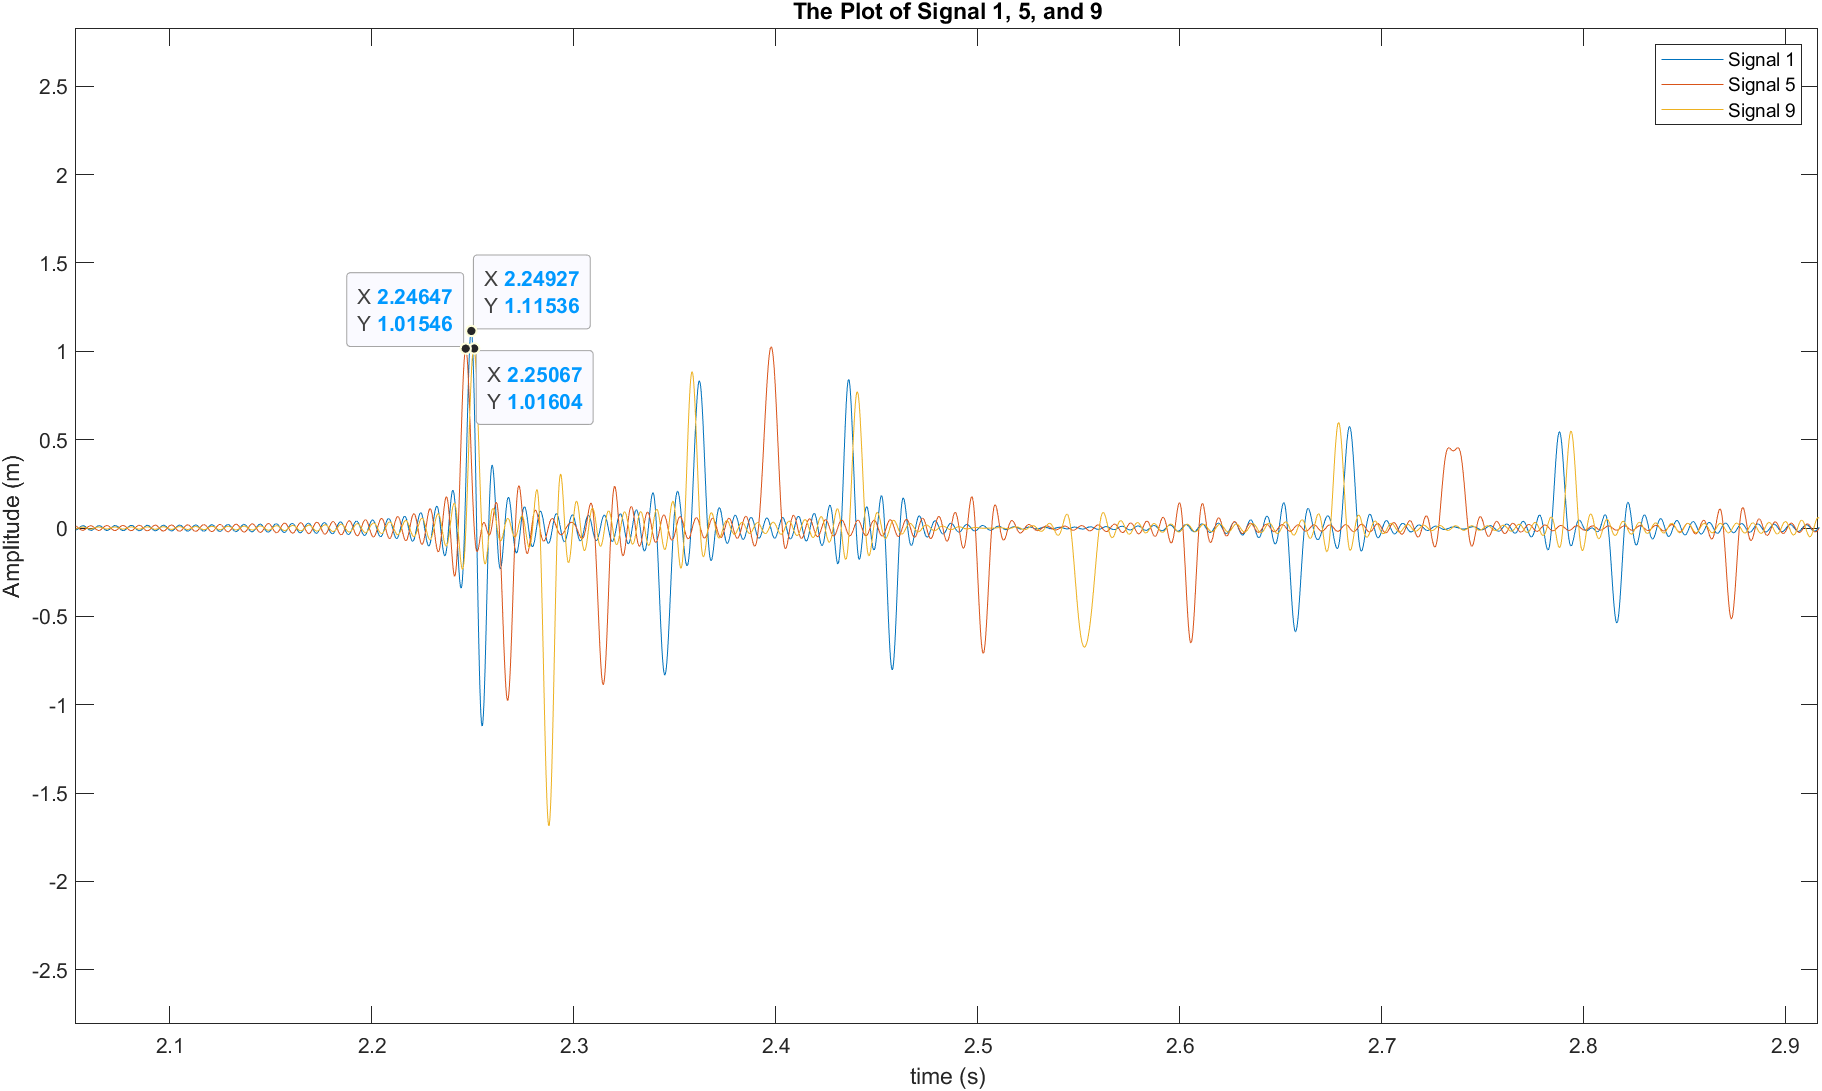 The Plot of Signal 1, 5, and 9
Signal 1
Signal 5
Signal 9
X 2.24647
Y 1.01546
X 2.24927
Y 1.11536
X 2.25067
Y 1.01604
Amplitude (m)
2.5
2
1.5
1
0.5
0
-0.5
-1
-1.5
-2
-2.5
2.1 2.2 2.3 2.4 2.5 2.6 2.7 2.8 2.9
time (s)